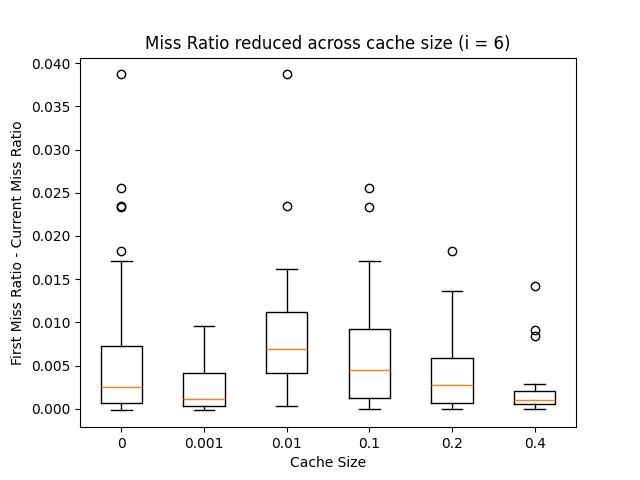 Miss Ratio reduced across cache size (i = 6)
First Miss Ratio - Current Miss Ratio
0.040
0.035
0.030
0.025
0.020
0.015
0.010
0.005
0.000
0 0.001 0.01 0.1 0.2 0.4
Cache Size